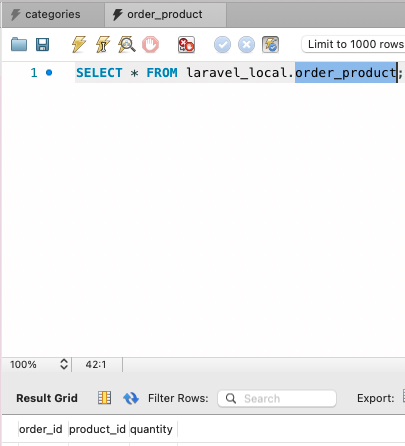 categories order_product
Limit to 1000 rows
1 SELECT * FROM laravel_local.order_product;
100% 42:1
Result Grid Filter Rows: Search Export:
order_id product_id quantity